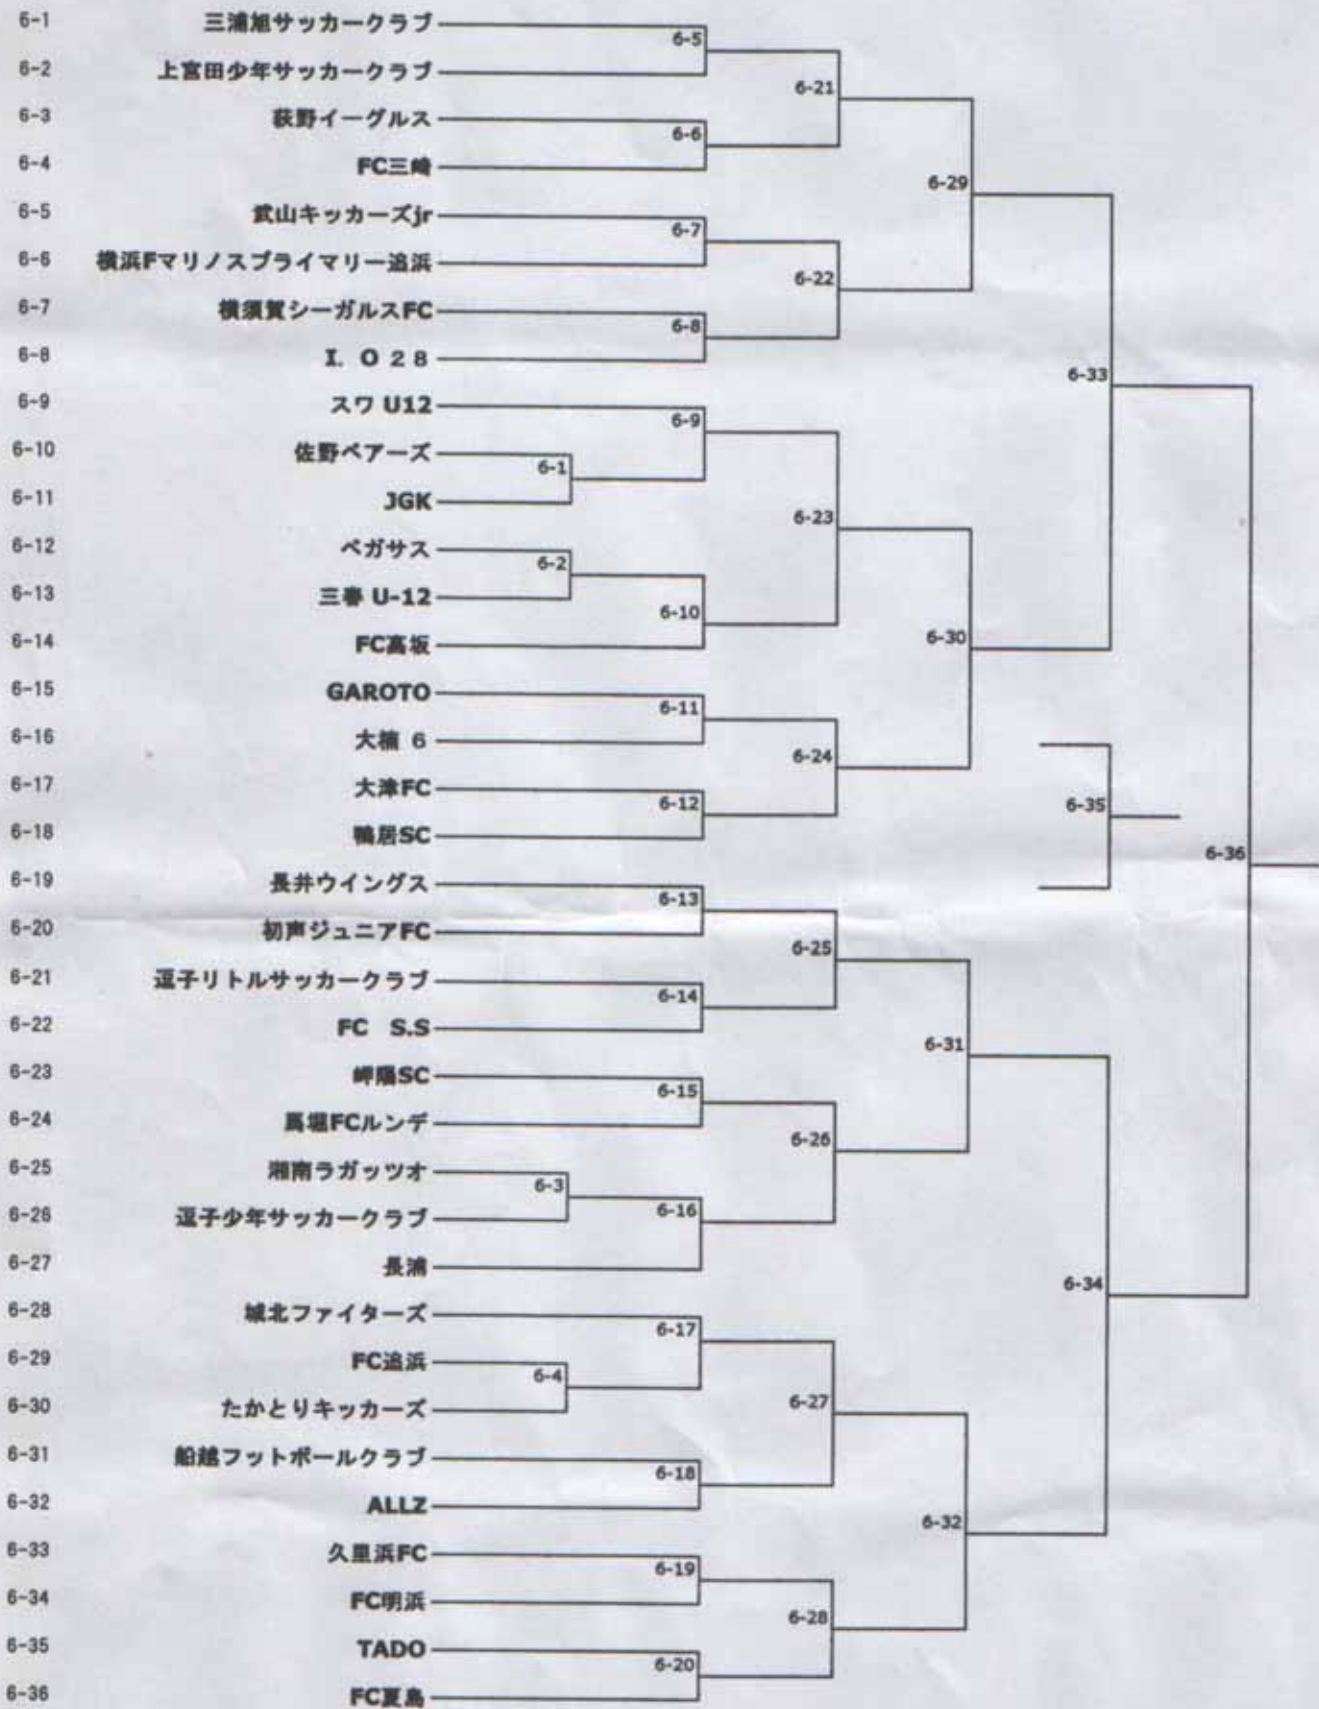 6-1 三浦旭サッカークラブ
6-5
6-2 上宮田少年サッカークラブ
6-21
6-3 荻野イーグルス
6-6
6-4 FC三崎
6-29
6-5 武山キッカーズjr
6-7
6-6 横浜Fマリノスプライマリー追浜
6-22
6-7 横須賀シーガルスFC
6-8
6-8 I. O 2 8
6-33
6-9 スワ U12
6-9
6-10 佐野ベアーズ
6-1
6-11 JGK
6-23
6-12 ペガサス
6-2
6-13 三春 U-12
6-10
6-14 FC高坂
6-30
6-15 GAROTO
6-11
6-16 大楠 6
6-24
6-17 大津FC
6-12
6-35
6-18 鴨居SC
6-36
6-19 長井ウイングス
6-13
6-20 初声ジュニアFC
6-25
6-21 逗子リトルサッカークラブ
6-14
6-22 FC S.S
6-31
6-23 岬陽SC
6-15
6-24 馬堀FCルンデ
6-26
6-25 湘南ラガッツオ
6-3
6-26 逗子少年サッカークラブ
6-16
6-27 長浦
6-34
6-28 城北ファイターズ
6-17
6-29 FC追浜
6-4
6-30 たかとりキッカーズ
6-27
6-31 船越フットボールクラブ
6-18
6-32 ALLZ
6-32
6-33 久里浜FC
6-19
6-34 FC明浜
6-28
6-35 TADO
6-20
6-36 FC夏島